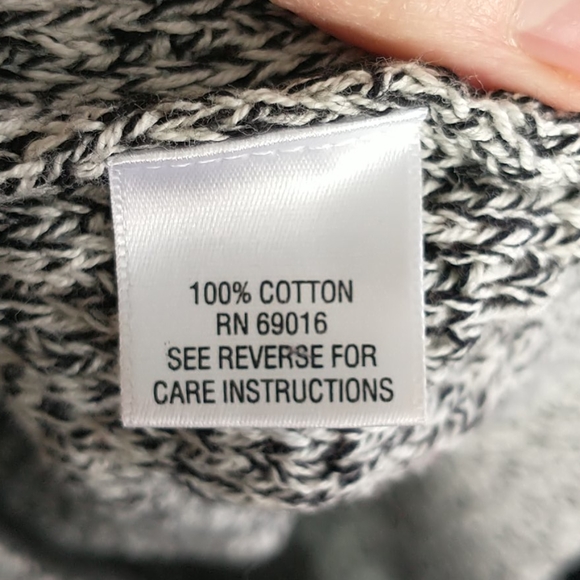 100% COTTON
RN 69016
SEE REVERSE FOR
CARE INSTRUCTIONS